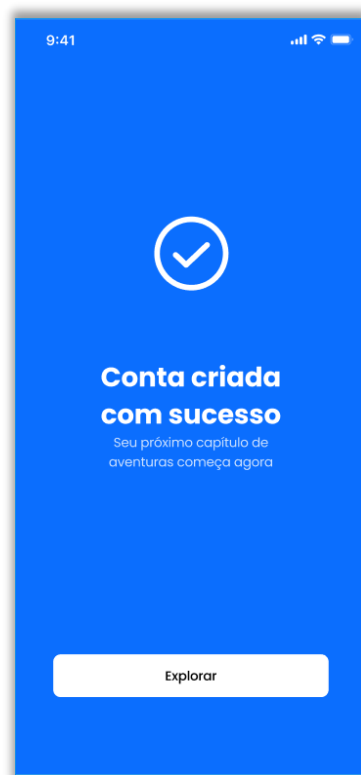 9:41
Conta criada
com sucesso
Seu próximo capítulo de
aventuras começa agora
Explorar